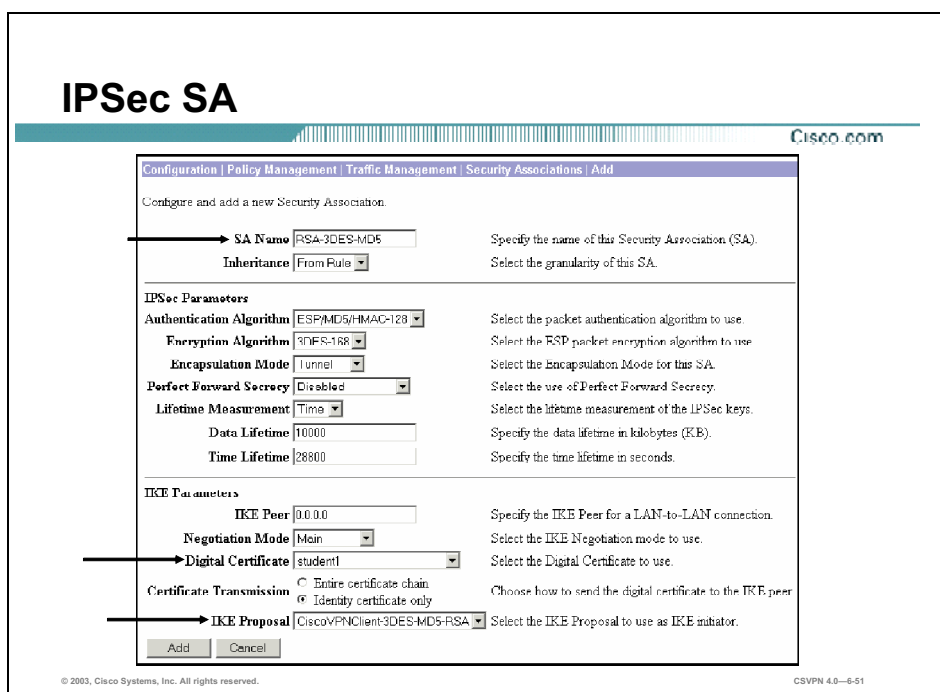 IPSec SA
Cisco.com
Configuration | Policy Management | Traffic Management | Security Associations | Add
Configure and add a new Security Association.
SA Name RSA-3DES-MD5 Specify the name of this Security Association (SA).
Inheritance From Rule Select the granularity of this SA.
IPSec Parameters
Authentication Algorithm ESP/MD5/HMAC-128 Select the packet authentication algorithm to use.
Encryption Algorithm 3DES-168 Select the ESP packet encryption algorithm to use
Encapsulation Mode Tunnel Select the Encapsulation Mode for this SA.
Perfect Forward Secrecy Disabled Select the use of Perfect Forward Secrecy.
Lifetime Measurement Time Select the lifetime measurement of the IPSec keys.
Data Lifetime 10000 Specify the data lifetime in kilobytes (KB).
Time Lifetime 28800 Specify the time lifetime in seconds.
IKE Parameters
IKE Peer 0.0.0.0 Specify the IKE Peer for a LAN-to-LAN connection.
Negotiation Mode Main Select the IKE Negotiation mode to use.
Digital Certificate student1 Select the Digital Certificate to use.
Certificate Transmission Entire certificate chain
Identity certificate only Choose how to send the digital certificate to the IKE peer
IKE Proposal CiscoVPNClient-3DES-MD5-RSA Select the IKE Proposal to use as IKE initiator.
Add Cancel
© 2003, Cisco Systems, Inc. All rights reserved. CSVPN 4.0—6-51